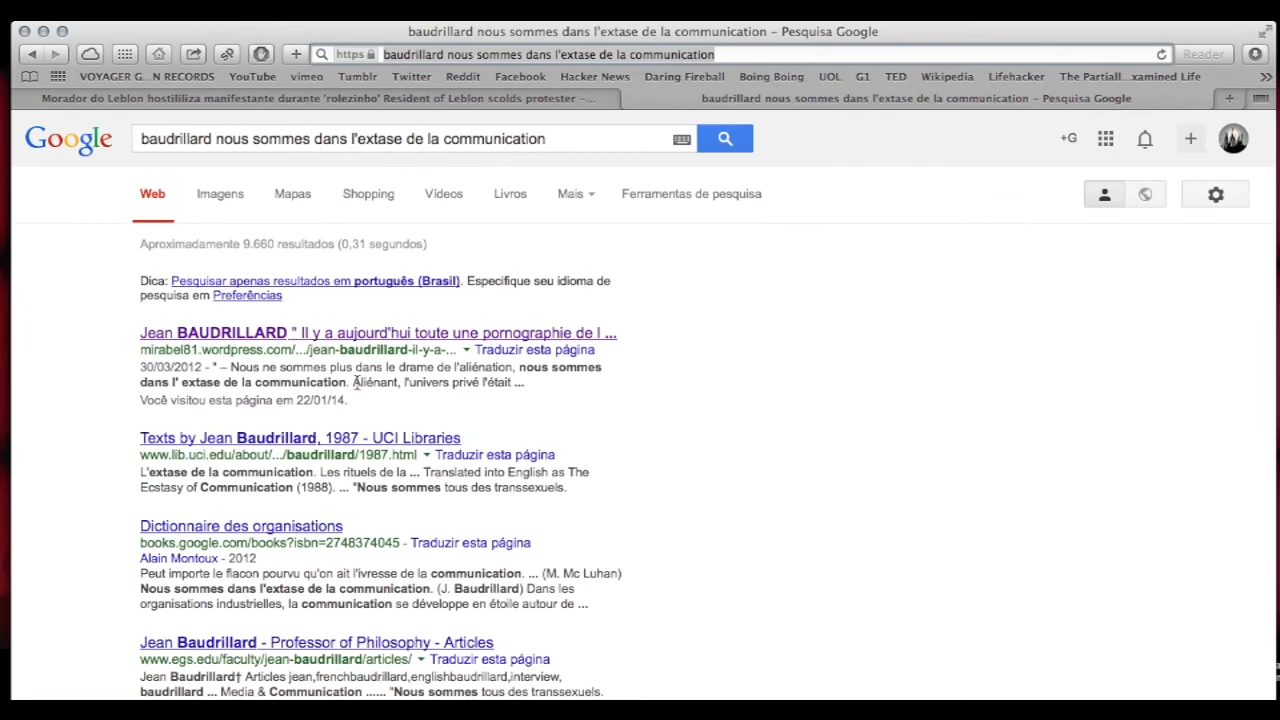 baudrillard nous sommes dans l'extase de la communication – Pesquisa Google
https baudrillard nous sommes dans l'extase de la communication Reader
VOYAGER G...N RECORDS YouTube vimeo Tumblr Twitter Reddit Facebook Hacker News Daring Fireball Boing Boing UOL G1 TED Wikipedia Lifehacker The Partiall...xamined Life
Morador do Leblon hostililiza manifestante durante 'rolezinho' Resident of Leblon scolds protester –... baudrillard nous sommes dans l'extase de la communication – Pesquisa Google
Google baudrillard nous sommes dans l'extase de la communication +G
Web Imagens Mapas Shopping Vídeos Livros Mais Ferramentas de pesquisa
Aproximadamente 9.660 resultados (0,31 segundos)
Dica: Pesquisar apenas resultados em português (Brasil). Especifique seu idioma de
pesquisa em Preferências
Jean BAUDRILLARD " Il y a aujourd'hui toute une pornographie de l ...
mirabel81.wordpress.com/.../jean-baudrillard-il-y-a-... Traduzir esta página
30/03/2012 - " – Nous ne sommes plus dans le drame de l'aliénation, nous sommes
dans l' extase de la communication. Aliénant, l'univers privé l'était ...
Você visitou esta página em 22/01/14.
Texts by Jean Baudrillard, 1987 - UCI Libraries
www.lib.uci.edu/about/.../baudrillard/1987.html Traduzir esta página
L'extase de la communication. Les rituels de la ... Translated into English as The
Ecstasy of Communication (1988). ... "Nous sommes tous des transsexuels.
Dictionnaire des organisations
books.google.com/books?isbn=2748374045 - Traduzir esta página
Alain Montoux - 2012
Peut importe le flacon pourvu qu'on ait l'ivresse de la communication. ... (M. Mc Luhan)
Nous sommes dans l'extase de la communication. (J. Baudrillard) Dans les
organisations industrielles, la communication se développe en étoile autour de ...
Jean Baudrillard - Professor of Philosophy - Articles
www.egs.edu/faculty/jean-baudrillard/articles/ Traduzir esta página
Jean Baudrillard† Articles jean,frenchbaudrillard,englishbaudrillard,interview,
baudrillard ... Media & Communication ...... "Nous sommes tous des transsexuels.